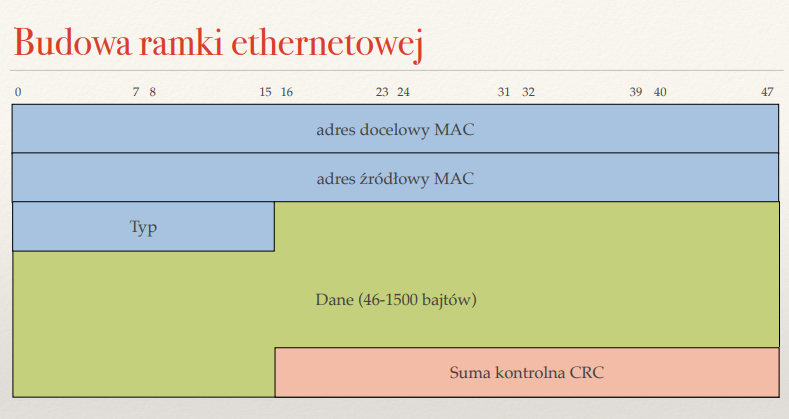 Budowa ramki ethernetowej
0 7 8 15 16 23 24 31 32 39 40 47
adres docelowy MAC
adres źródłowy MAC
Typ
Dane (46-1500 bajtów)
Suma kontrolna CRC